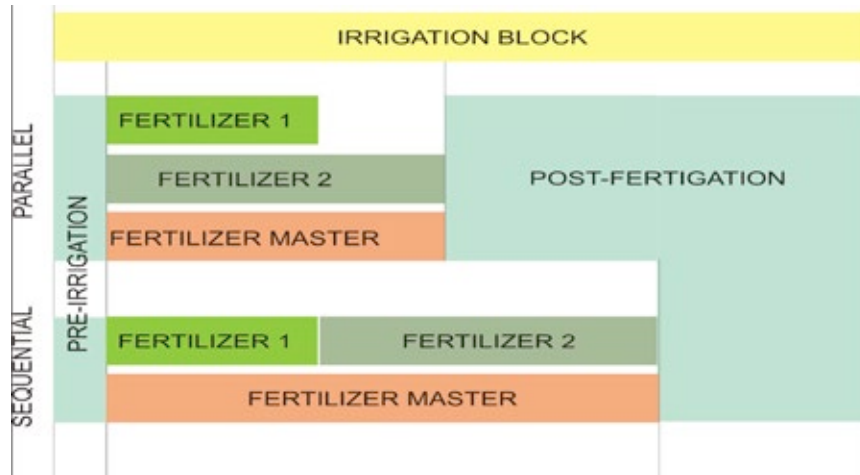 IRRIGATION BLOCK
PARALLEL
PRE-IRRIGATION
FERTILIZER 1
FERTILIZER 2
FERTILIZER MASTER
POST-FERTIGATION
SEQUENTIAL
FERTILIZER 1
FERTILIZER 2
FERTILIZER MASTER